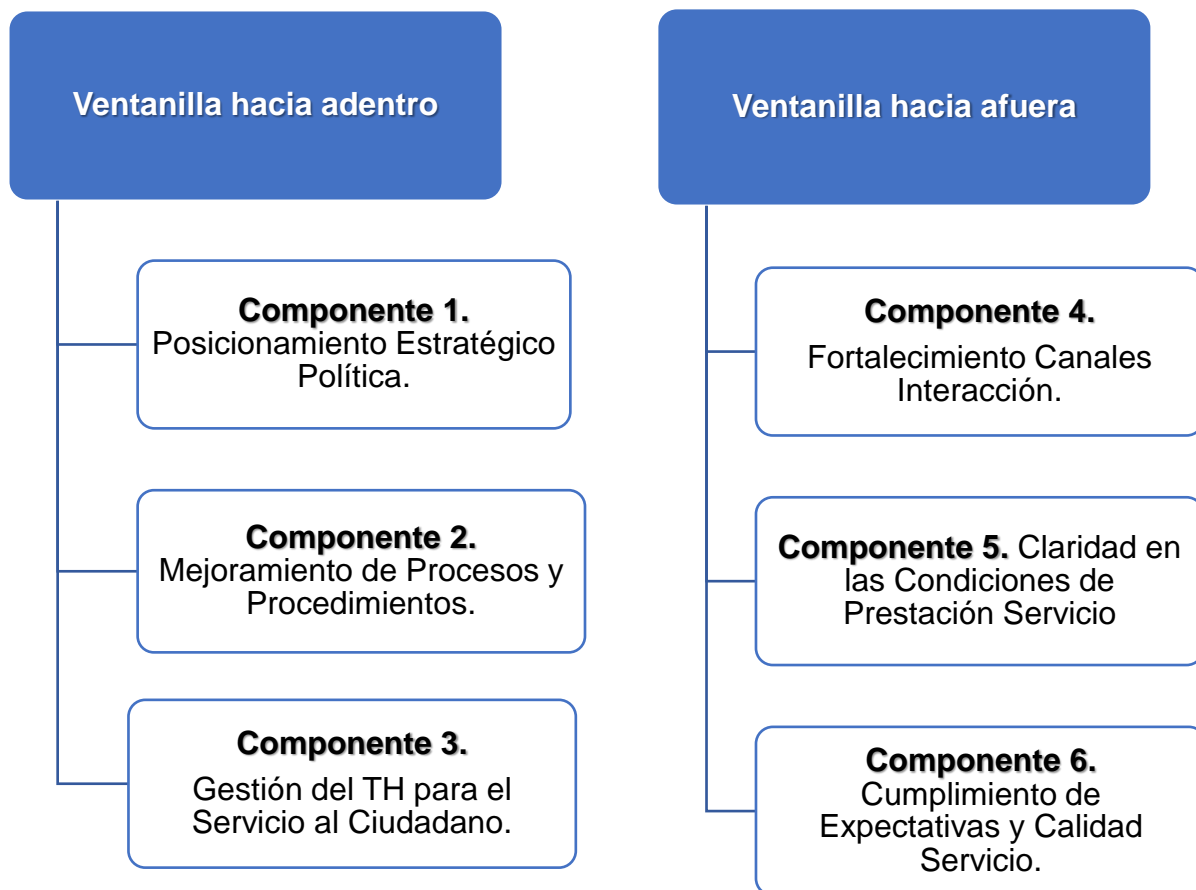 Ventanilla hacia adentro
Componente 1.
Posicionamiento Estratégico
Política.
Componente 2.
Mejoramiento de Procesos y
Procedimientos.
Componente 3.
Gestión del TH para el
Servicio al Ciudadano.
Ventanilla hacia afuera
Componente 4.
Fortalecimiento Canales
Interacción.
Componente 5. Claridad en
las Condiciones de
Prestación Servicio
Componente 6.
Cumplimiento de
Expectativas y Calidad
Servicio.